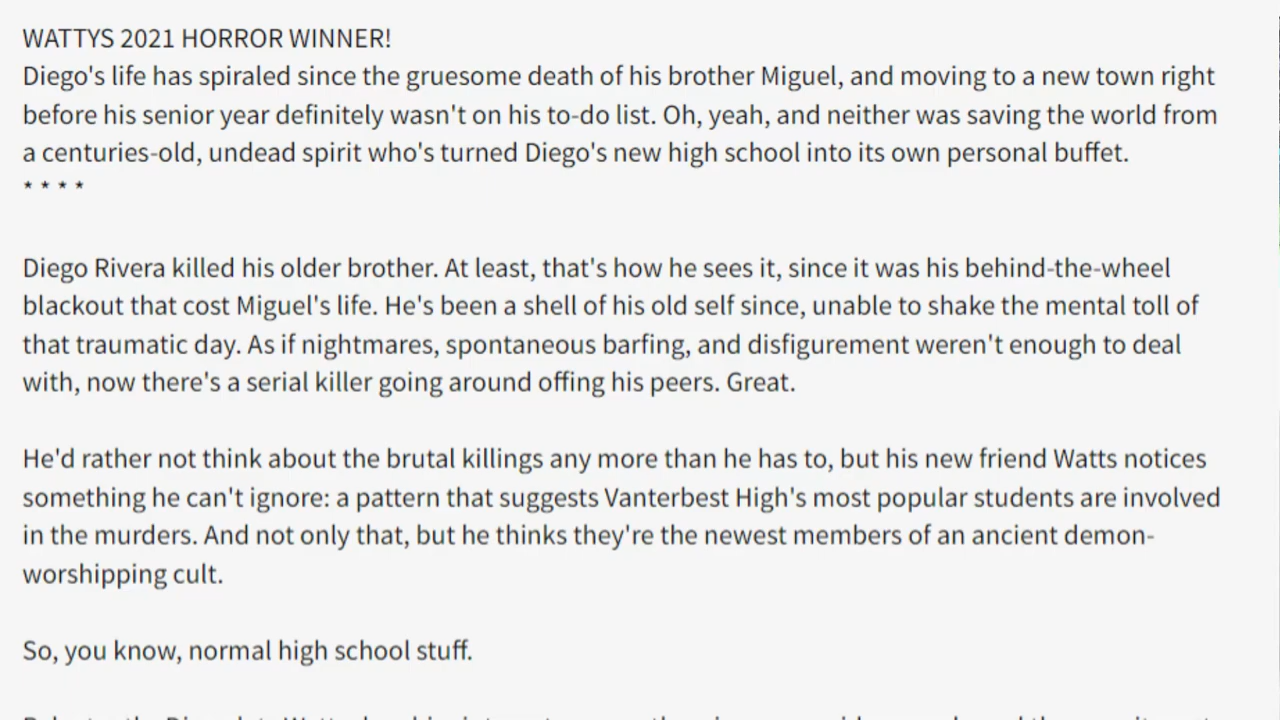 WATTYS 2021 HORROR WINNER!
Diego's life has spiraled since the gruesome death of his brother Miguel, and moving to a new town right
before his senior year definitely wasn't on his to-do list. Oh, yeah, and neither was saving the world from
a centuries-old, undead spirit who's turned Diego's new high school into its own personal buffet.
* * * *
Diego Rivera killed his older brother. At least, that's how he sees it, since it was his behind-the-wheel
blackout that cost Miguel's life. He's been a shell of his old self since, unable to shake the mental toll of
that traumatic day. As if nightmares, spontaneous barfing, and disfigurement weren't enough to deal
with, now there's a serial killer going around offing his peers. Great.
He'd rather not think about the brutal killings any more than he has to, but his new friend Watts notices
something he can't ignore: a pattern that suggests Vanterbest High's most popular students are involved
in the murders. And not only that, but he thinks they're the newest members of an ancient demon-
worshipping cult.
So, you know, normal high school stuff.